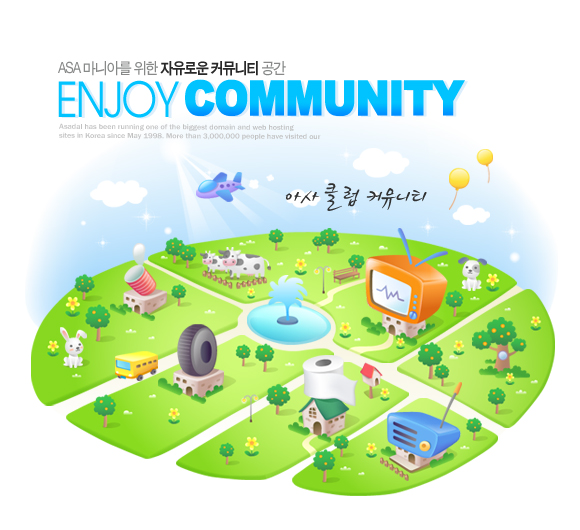 ASA 마니아를 위한 자유로운 커뮤니티 공간
ENJOY COMMUNITY
Asadal has been running one of the biggest domain and web hosting
sites in Korea since May 1998. More than 3,000,000 people have visited our
아사 클럽 커뮤니티